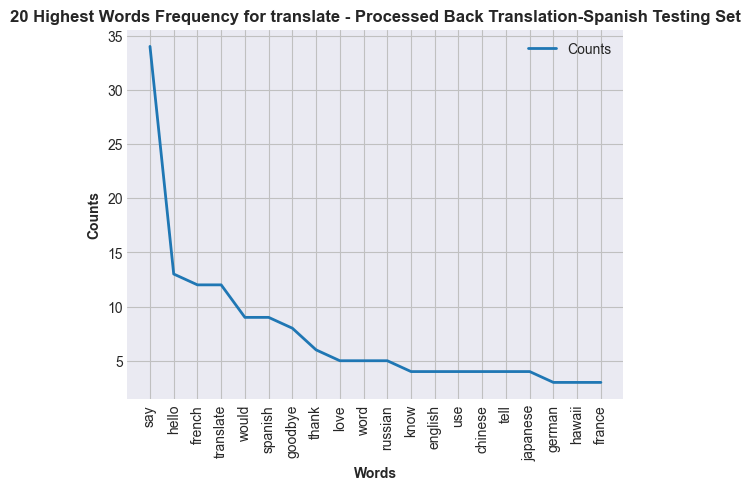 20 Highest Words Frequency for translate - Processed Back Translation-Spanish Testing Set
Counts
35
30
25
20
15
10
5
Counts
say
hello
french
translate
would
spanish
goodbye
thank
love
word
russian
know
english
use
chinese
tell
japanese
german
hawaii
france
Words